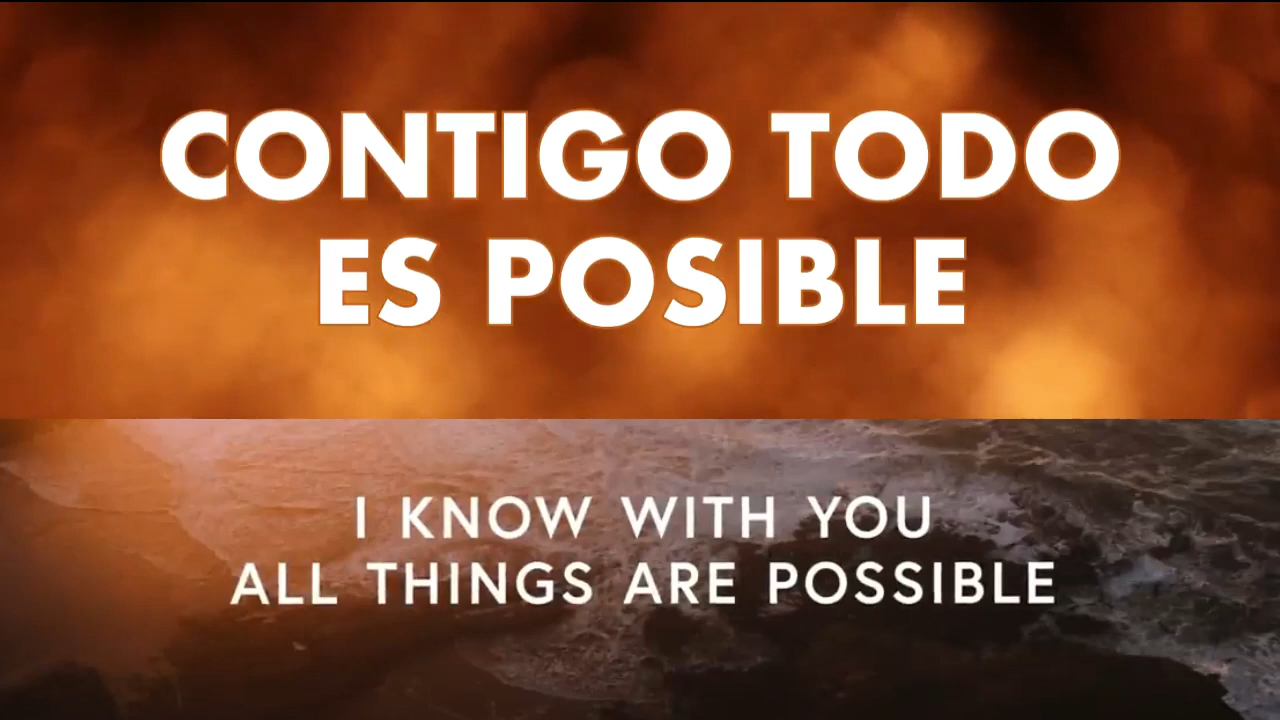 CONTIGO TODO
ES POSIBLE
I KNOW WITH YOU
ALL THINGS ARE POSSIBLE